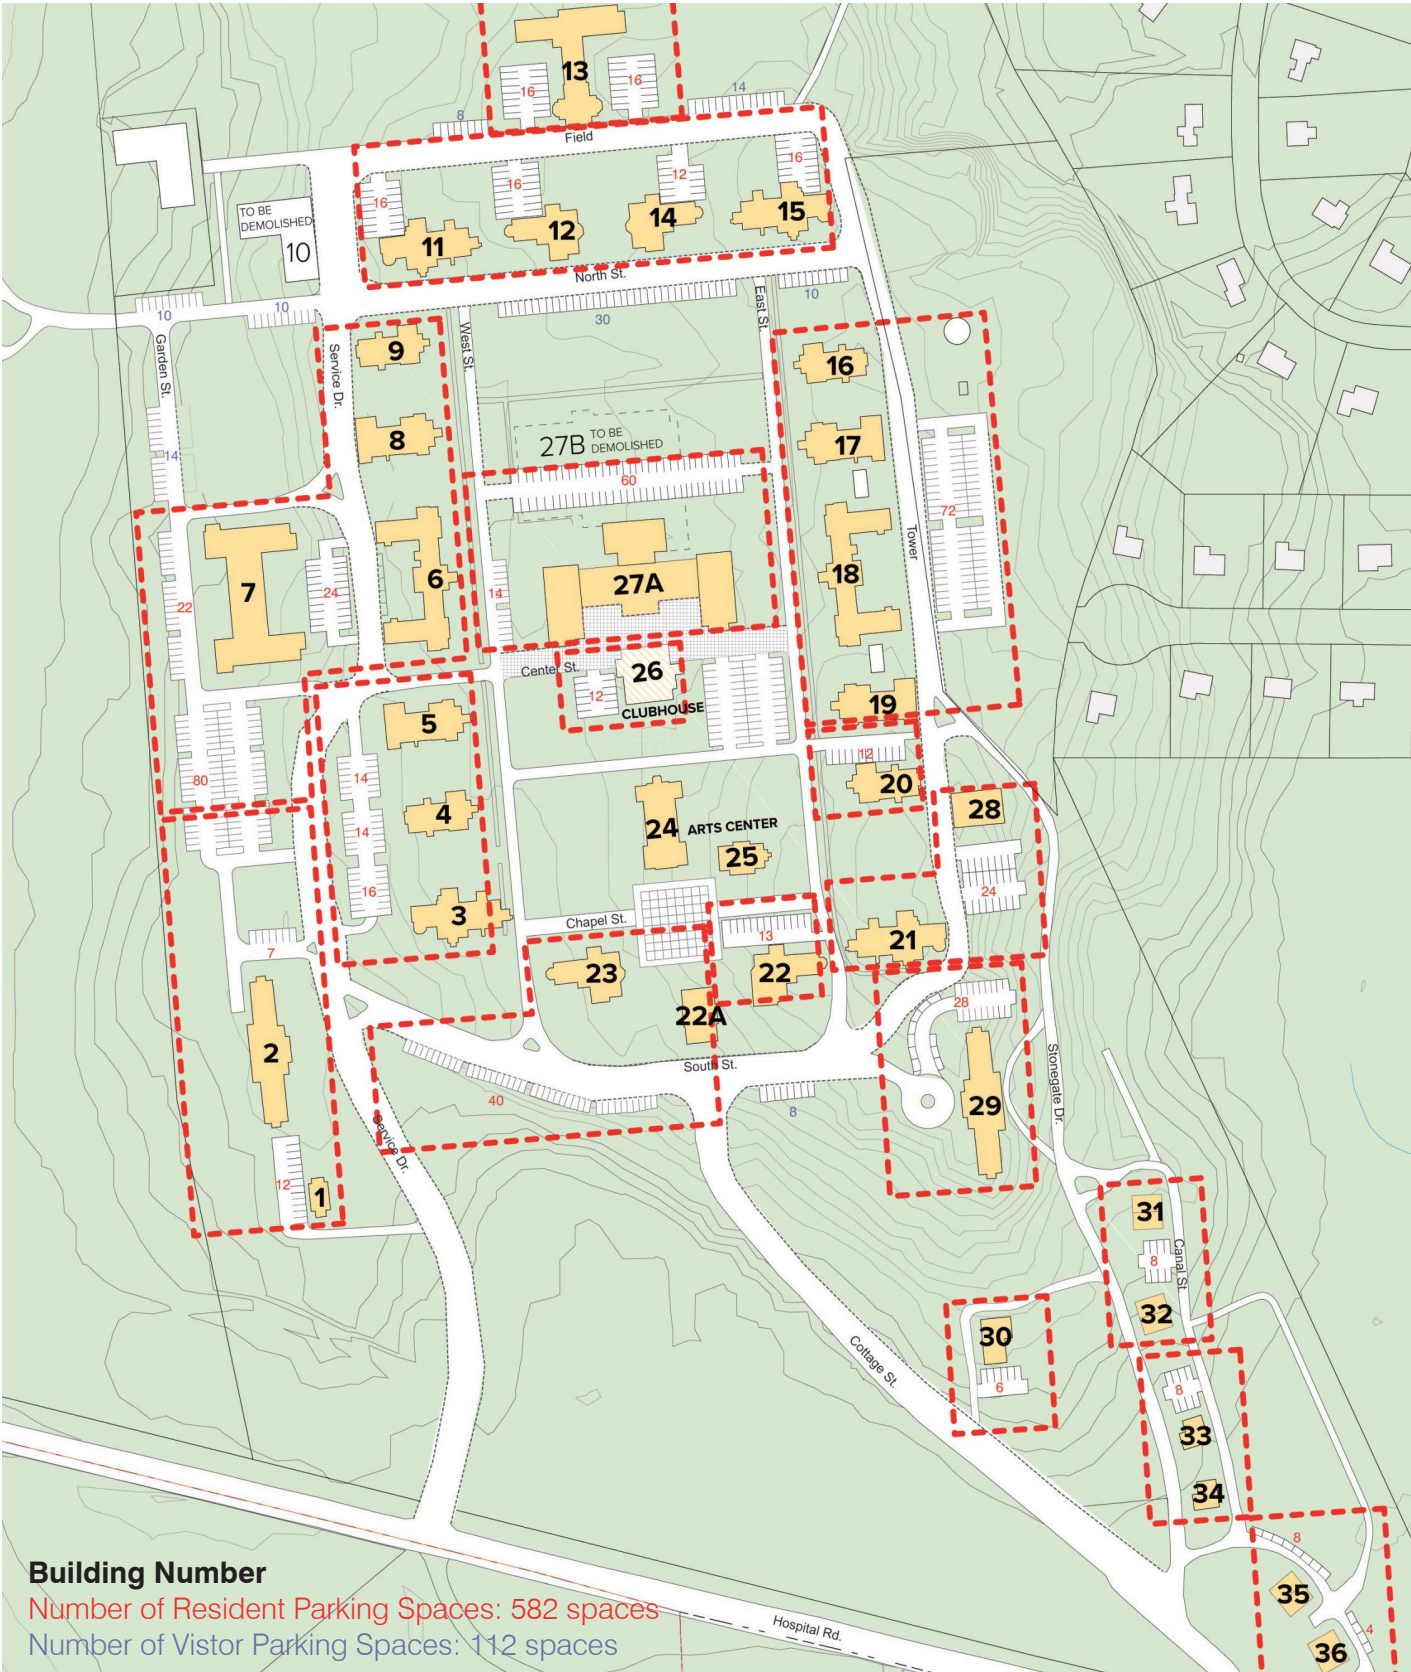 13
16
16
14
8
Field
16
16
12
16
TO BE
DEMOLISHED
10
11
12
14
15
North St.
10
10
30
10
Garden St.
Service Dr.
West St.
East St.
9
16
8
17
27B TO BE
DEMOLISHED
14
60
72
Tower
7
24
6
22
14
27A
18
Center St.
26
12
CLUBHOUSE
19
5
12
80
14
20
4
28
14
24
ARTS CENTER
25
16
24
3
Chapel St.
13
21
7
23
22
28
22A
2
South St.
40
8
29
Stonegate Dr.
Service Dr.
12
1
31
8
Canal St.
32
30
6
Cottage St.
8
33
34
8
35
4
36
Building Number
Number of Resident Parking Spaces: 582 spaces
Number of Vistor Parking Spaces: 112 spaces
Hospital Rd.